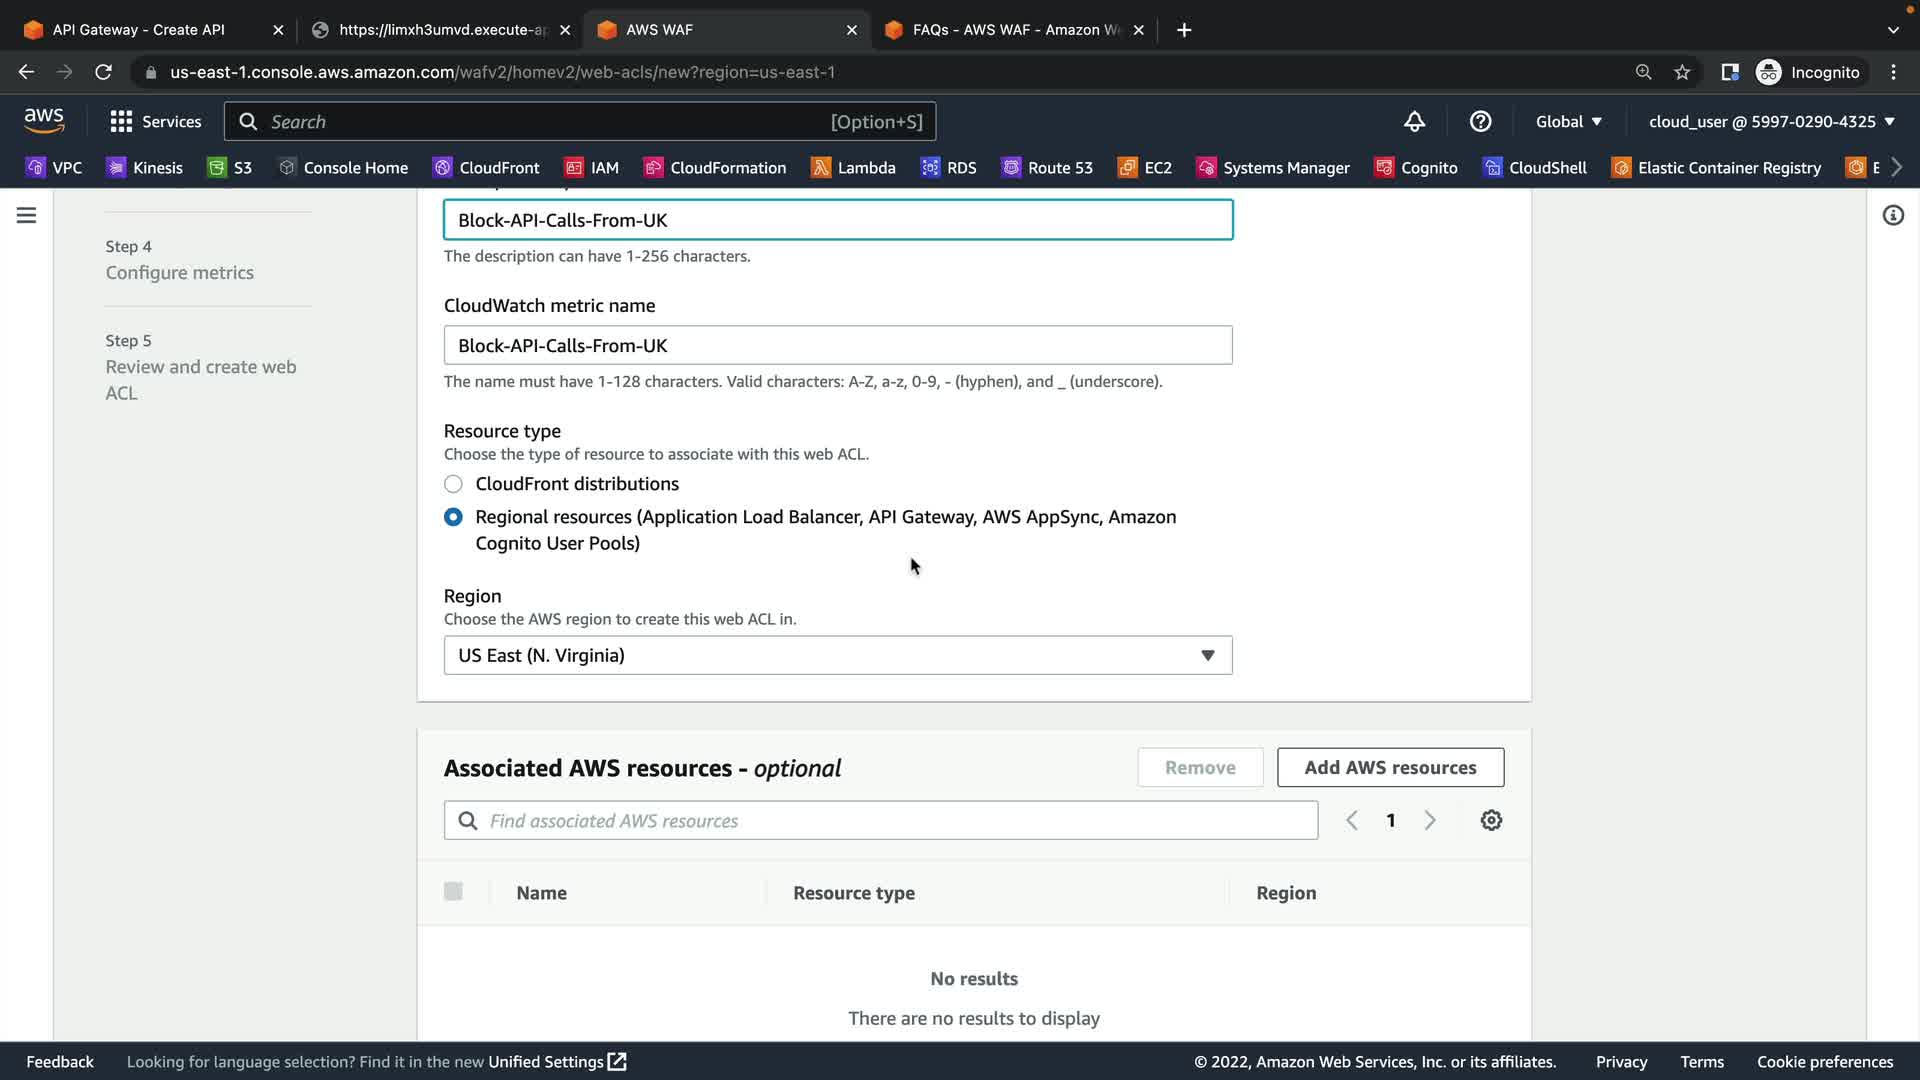 API Gateway - Create API
https://limxh3umvd.execute-ap
AWS WAF
FAQs - AWS WAF - Amazon We
us-east-1.console.aws.amazon.com/wafv2/homev2/web-acls/new?region=us-east-1
Incognito
aws
Services
Search
[Option+S]
Global
cloud_user @ 5997-0290-4325
VPC
Kinesis
S3
Console Home
CloudFront
IAM
CloudFormation
Lambda
RDS
Route 53
EC2
Systems Manager
Cognito
CloudShell
Elastic Container Registry
E
Step 4
Configure metrics
Step 5
Review and create web
ACL
Block-API-Calls-From-UK
The description can have 1-256 characters.
CloudWatch metric name
Block-API-Calls-From-UK
The name must have 1-128 characters. Valid characters: A-Z, a-z, 0-9, - (hyphen), and _ (underscore).
Resource type
Choose the type of resource to associate with this web ACL.
CloudFront distributions
Regional resources (Application Load Balancer, API Gateway, AWS AppSync, Amazon
Cognito User Pools)
Region
Choose the AWS region to create this web ACL in.
US East (N. Virginia)
Associated AWS resources - optional
Remove
Add AWS resources
Find associated AWS resources
1
Name
Resource type
Region
No results
There are no results to display
Feedback
Looking for language selection? Find it in the new Unified Settings
© 2022, Amazon Web Services, Inc. or its affiliates.
Privacy
Terms
Cookie preferences